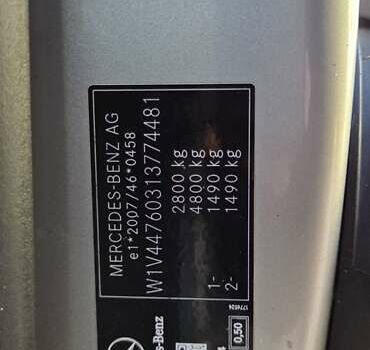 MERCEDES-BENZ AG
e1*2007/46*0458
W1V44760313774481
2800 kg
4800 kg
1- 1490 kg
2- 1490 kg
s-Benz
0,50